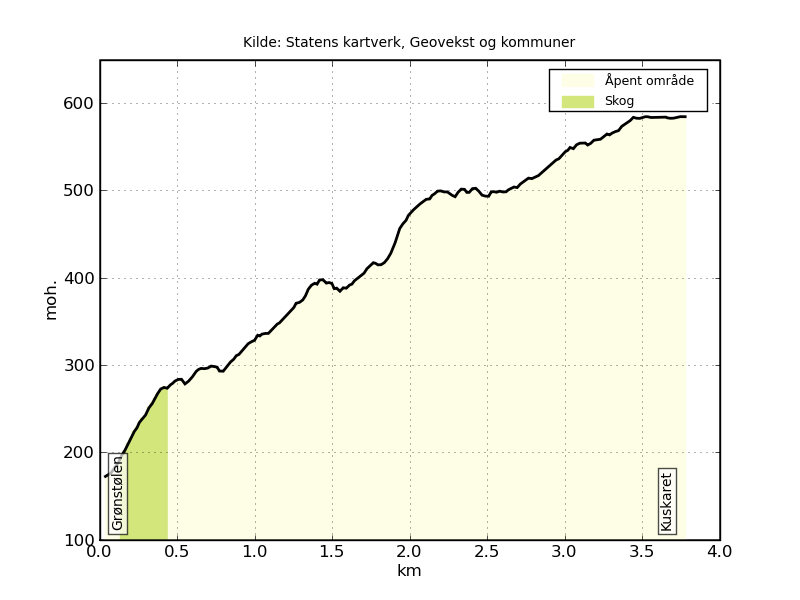 Kilde: Statens kartverk, Geovekst og kommuner
Åpent område
Skog
600
500
400
300
200
100
moh.
Grønstølen
Kuskaret
0.0 0.5 1.0 1.5 2.0 2.5 3.0 3.5 4.0
km